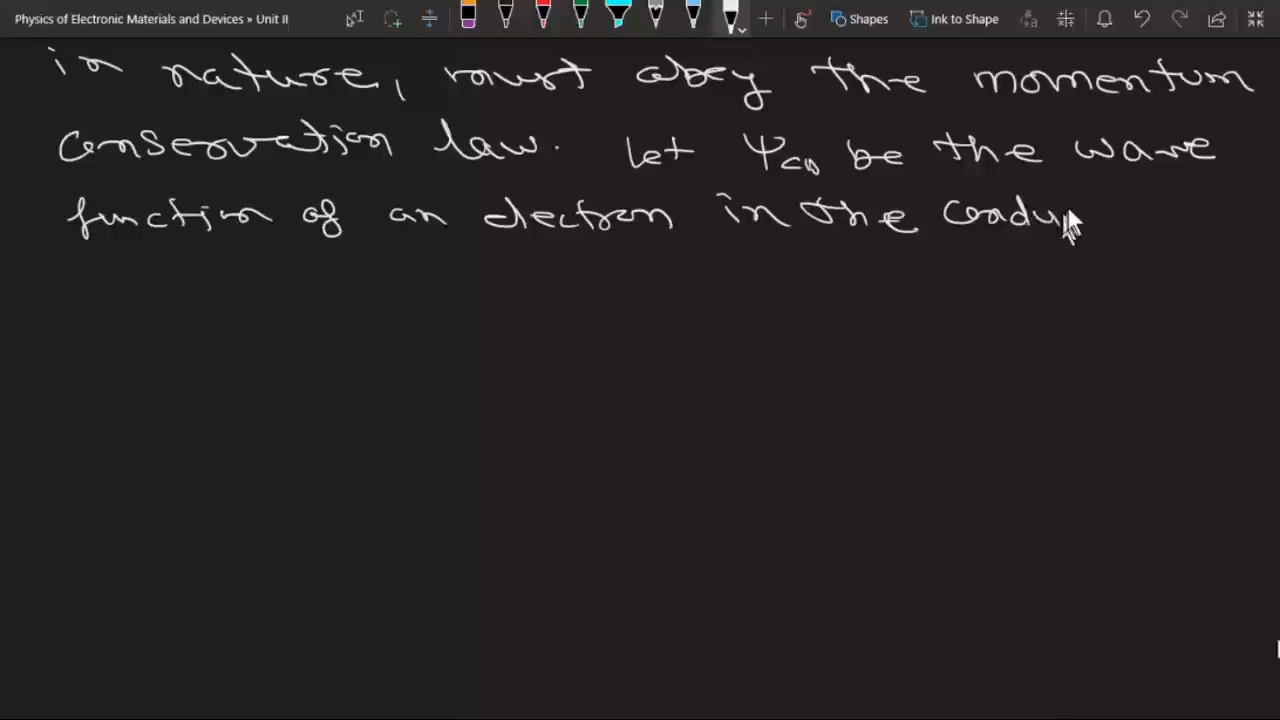 Physics of Electronic Materials and Devices » Unit II
Shapes
Ink to Shape
in nature, must obey the momentum
conservation law. Let Ψ be the wave
function of an electron in the condu